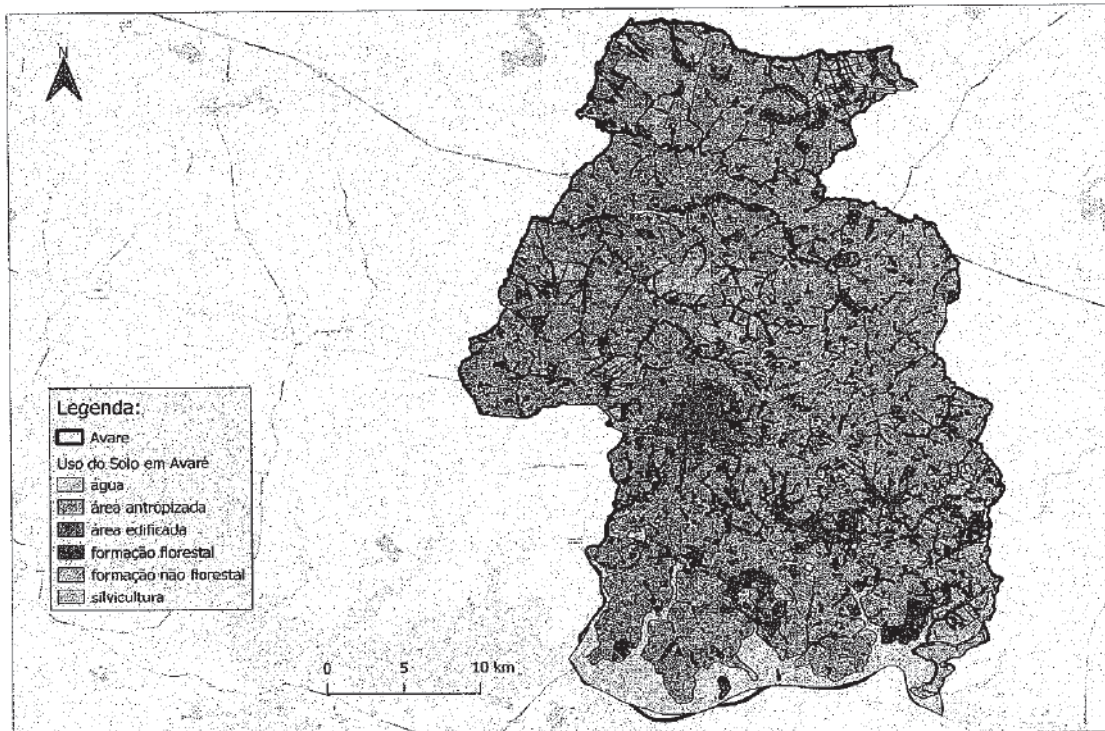 N
Legenda:
Avare
Uso do Solo em Avaré
água
área antropizada
área edificada
formação florestal
formação não florestal
silvicultura
0 5 10 km